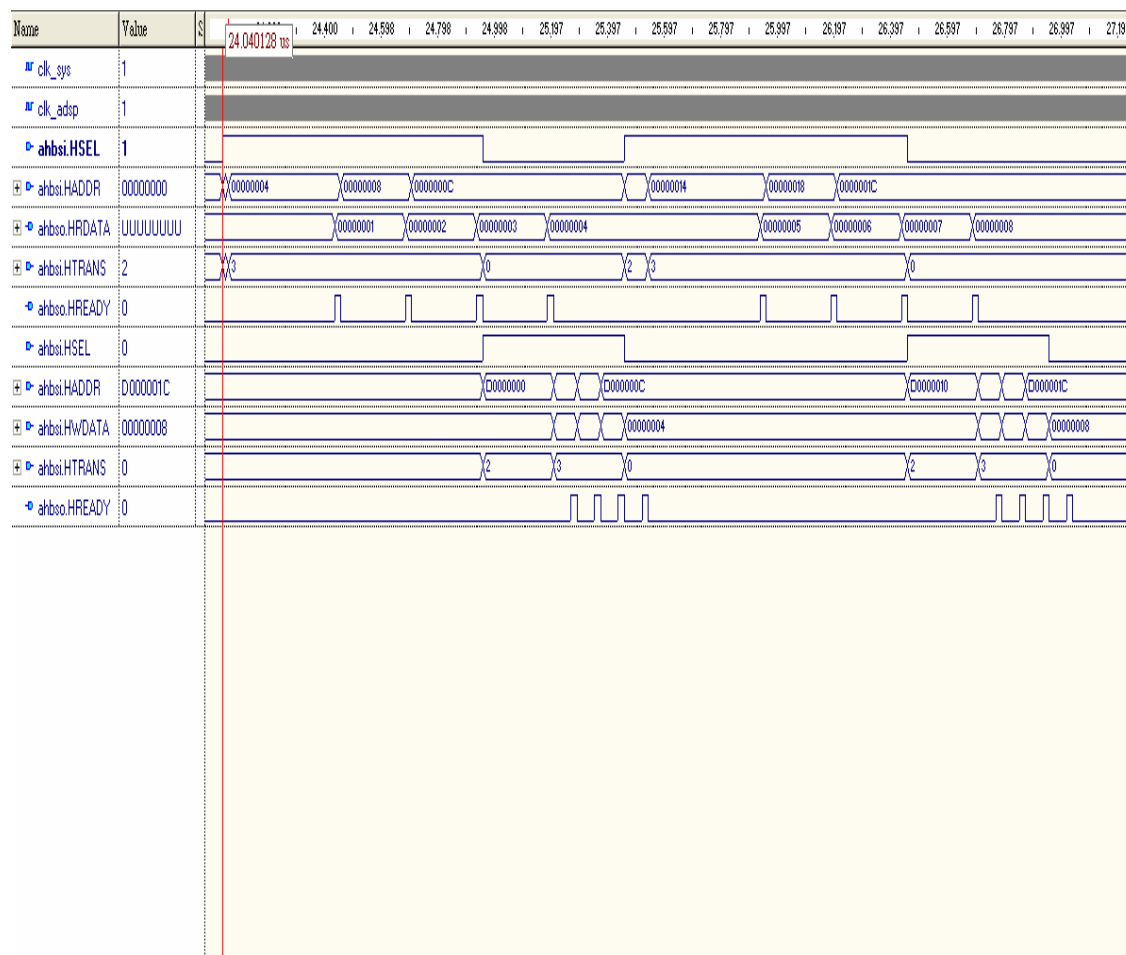 Name Value S 24.040128 us 24,400 24,598 24,798 24,998 25,197 25,397 25,597 25,797 25,997 26,197 26,397 26,597 26,797 26,997
clk_sys 1
clk_adsp 1
ahbsi.HSEL 1
ahbsi.HADDR 00000000 00000004 00000008 0000000C 00000014 00000018 0000001C
ahbso.HRDATA UUUUUUUU 00000001 00000002 00000003 00000004 00000005 00000006 00000007 00000008
ahbsi.HTRANS 2 3 0 2 3 0
ahbso.HREADY 0
ahbsi.HSEL 0
ahbsi.HADDR D000001C D0000000 D000000C D0000010 D000001C
ahbsi.HWDATA 00000008 00000004 00000008
ahbsi.HTRANS 0 2 3 0 2 3 0
ahbso.HREADY 0